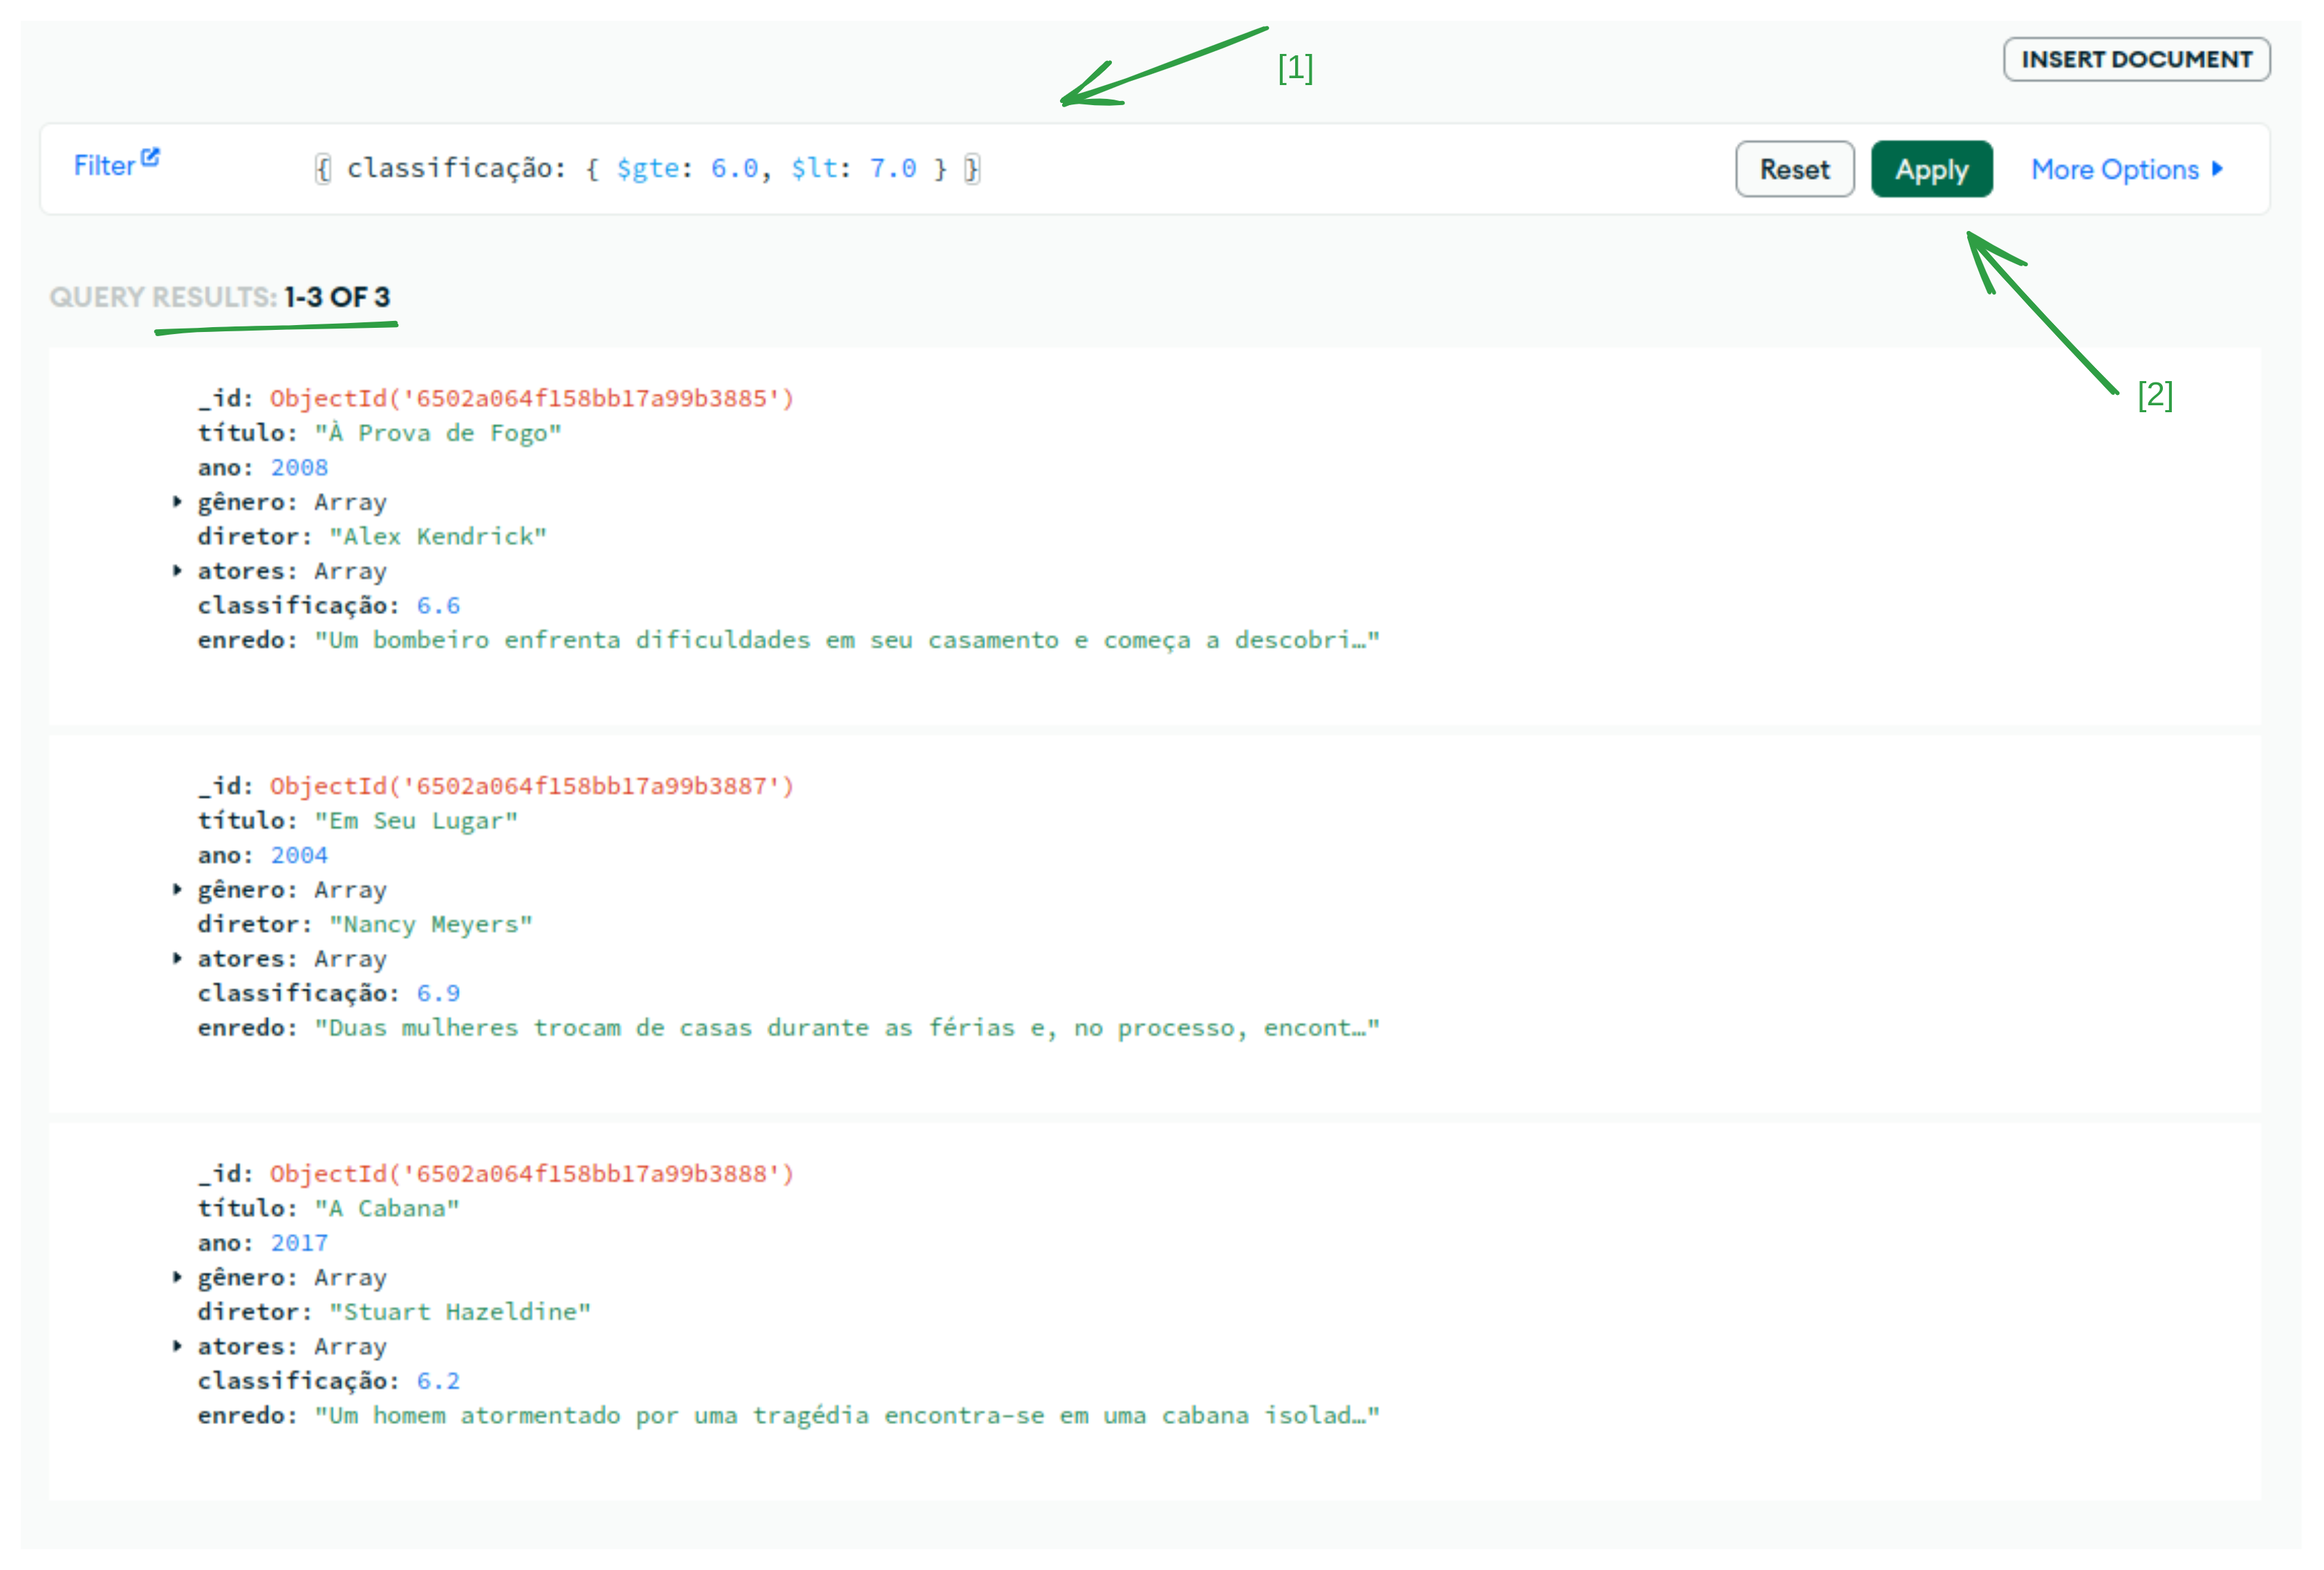 [1]
INSERT DOCUMENT
Filter { classificação: { $gte: 6.0, $lt: 7.0 } } Reset Apply More Options
QUERY RESULTS: 1-3 OF 3
[2]
_id: ObjectId('6502a064f158bb17a99b3885')
título: "À Prova de Fogo"
ano: 2008
gênero: Array
diretor: "Alex Kendrick"
atores: Array
classificação: 6.6
enredo: "Um bombeiro enfrenta dificuldades em seu casamento e começa a descobri…"
_id: ObjectId('6502a064f158bb17a99b3887')
título: "Em Seu Lugar"
ano: 2004
gênero: Array
diretor: "Nancy Meyers"
atores: Array
classificação: 6.9
enredo: "Duas mulheres trocam de casas durante as férias e, no processo, encont…"
_id: ObjectId('6502a064f158bb17a99b3888')
título: "A Cabana"
ano: 2017
gênero: Array
diretor: "Stuart Hazeldine"
atores: Array
classificação: 6.2
enredo: "Um homem atormentado por uma tragédia encontra-se em uma cabana isolad…"